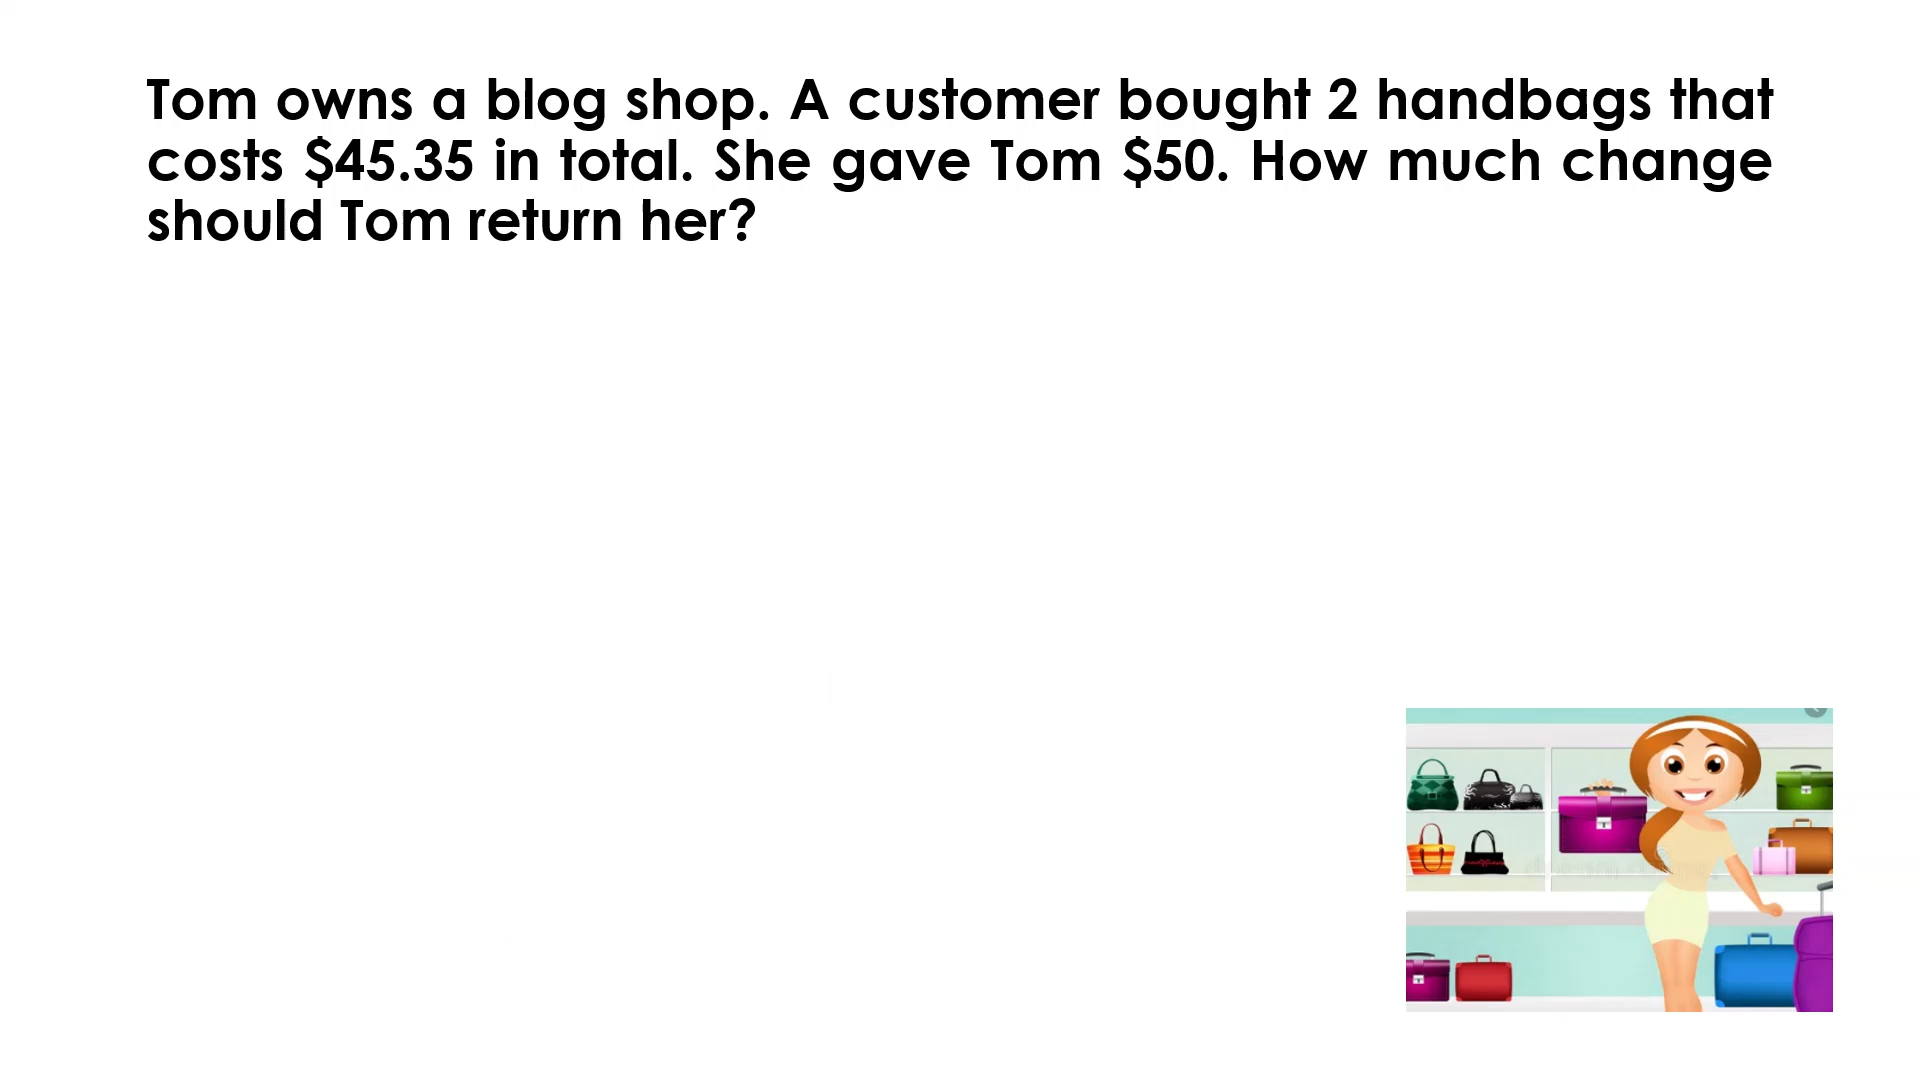 Tom owns a blog shop. A customer bought 2 handbags that
costs $45.35 in total. She gave Tom $50. How much change
should Tom return her?